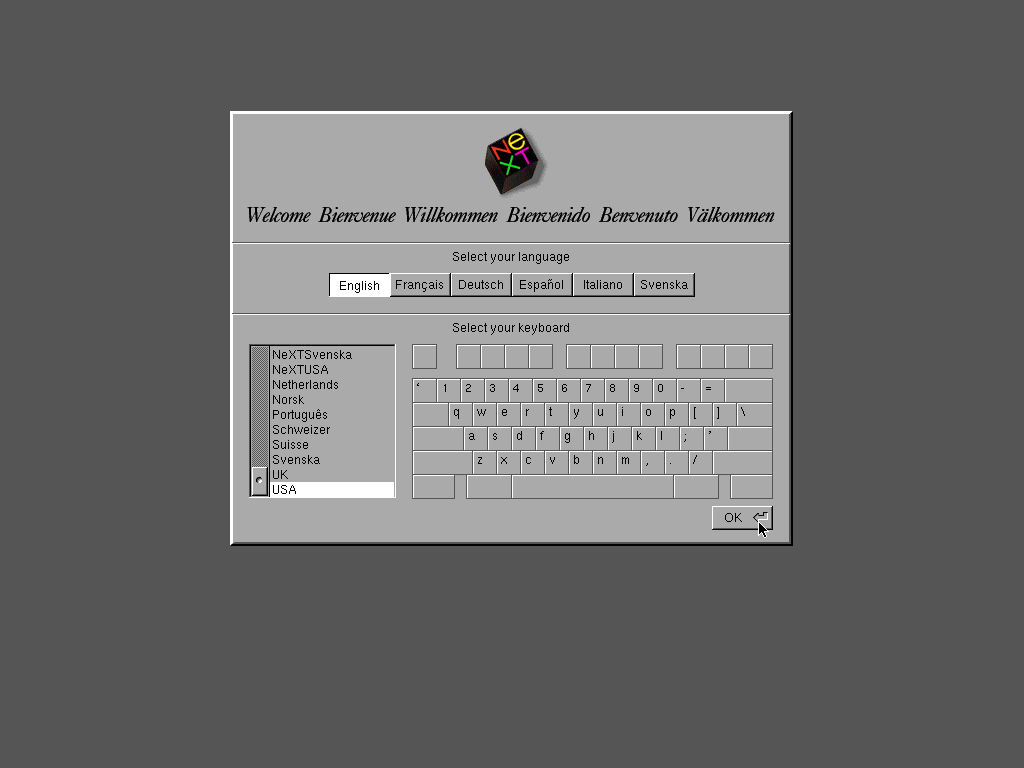 NeXT
Welcome Bienvenue Willkommen Bienvenido Benvenuto Välkommen
Select your language
English Français Deutsch Español Italiano Svenska
Select your keyboard
NeXTSvenska
NeXTUSA
Netherlands
Norsk
Português
Schweizer
Suisse
Svenska
UK
USA
‘ 1 2 3 4 5 6 7 8 9 0 - =
q w e r t y u i o p [ ] \
a s d f g h j k l ; ’
z x c v b n m , . /
OK